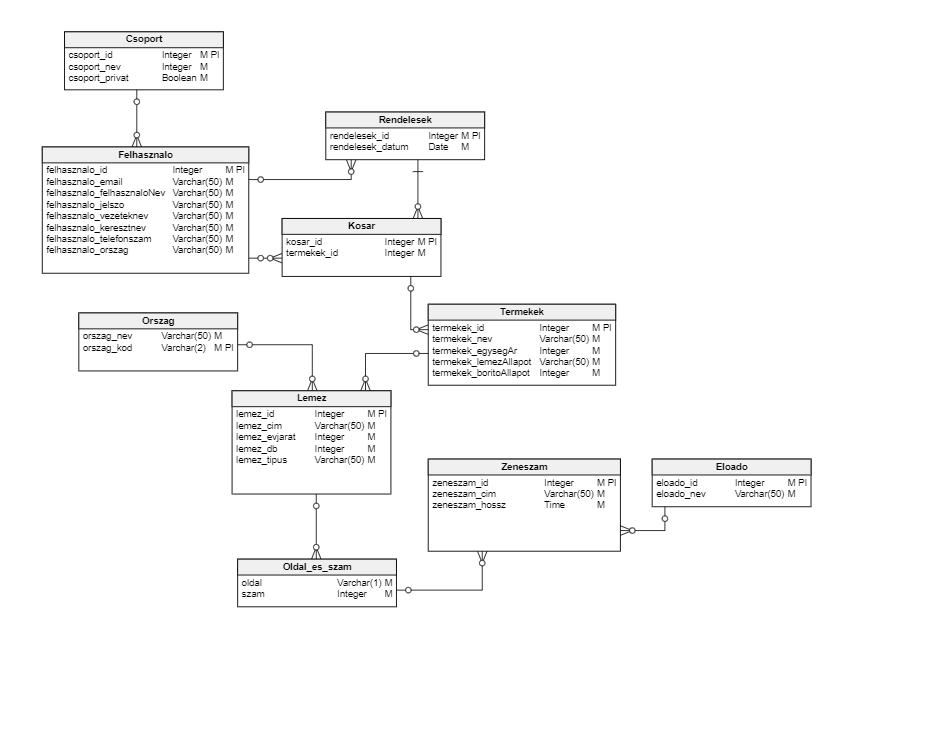 Csoport
csoport_id Integer M PI
csoport_nev Integer M
csoport_privat Boolean M
Rendelesek
rendelesek_id Integer M PI
rendelesek_datum Date M
Felhasznalo
felhasznalo_id Integer M PI
felhasznalo_email Varchar(50) M
felhasznalo_felhasznaloNev Varchar(50) M
felhasznalo_jelszo Varchar(50) M
felhasznalo_vezeteknev Varchar(50) M
felhasznalo_keresztnev Varchar(50) M
felhasznalo_telefonszam Varchar(50) M
felhasznalo_orszag Varchar(50) M
Kosar
kosar_id Integer M PI
termekek_id Integer M
Termekek
termekek_id Integer M PI
termekek_nev Varchar(50) M
termekek_egysegAr Integer M
termekek_lemezAllapot Varchar(50) M
termekek_boritoAllapot Integer M
Orszag
orszag_nev Varchar(50) M
orszag_kod Varchar(2) M PI
Lemez
lemez_id Integer M PI
lemez_cim Varchar(50) M
lemez_evjarat Integer M
lemez_db Integer M
lemez_tipus Varchar(50) M
Zeneszam
zeneszam_id Integer M PI
zeneszam_cim Varchar(50) M
zeneszam_hossz Time M
Eloado
eloado_id Integer M PI
eloado_nev Varchar(50) M
Oldal_es_szam
oldal Varchar(1) M
szam Integer M